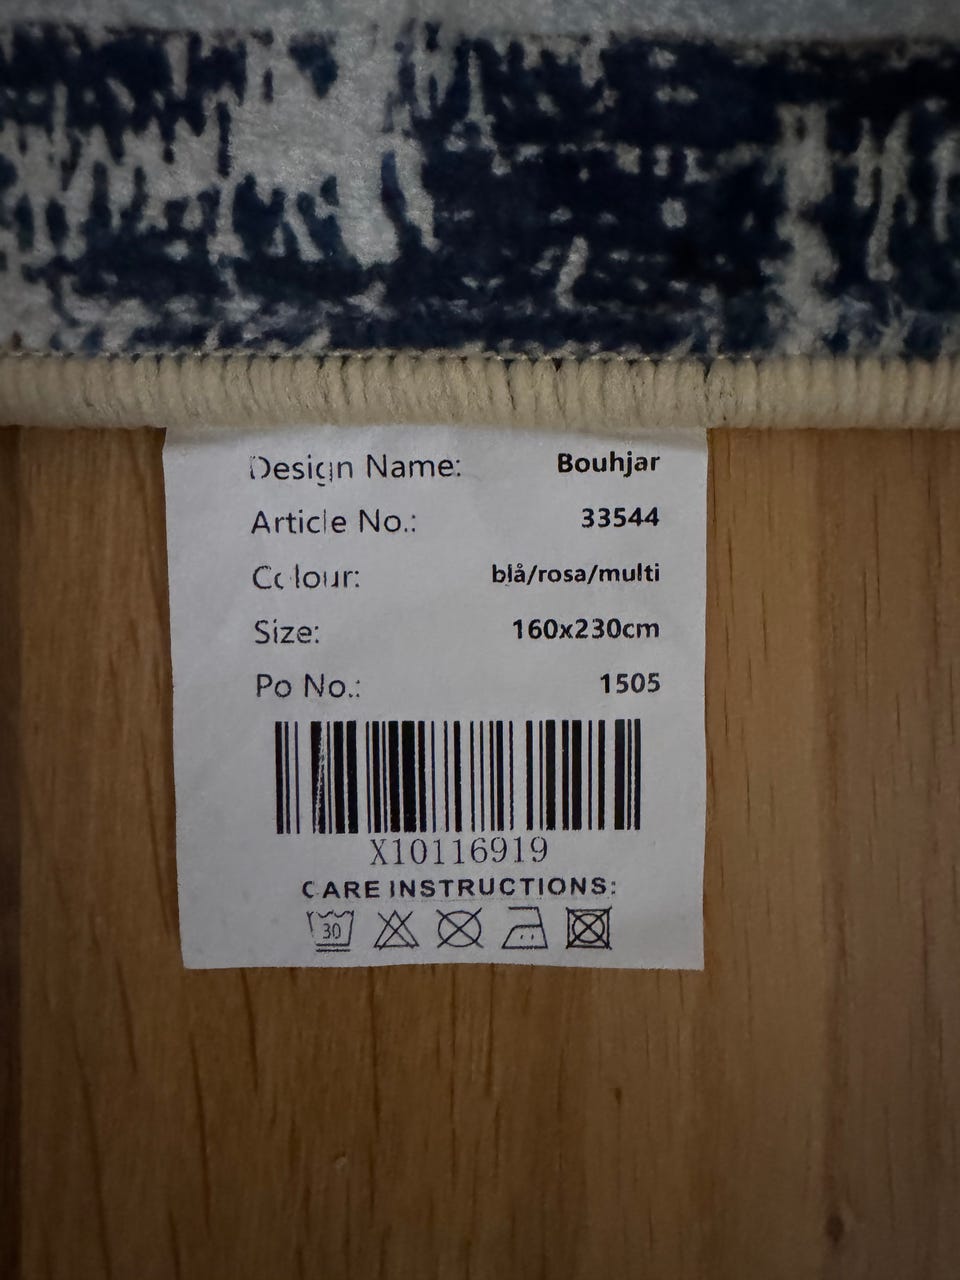 Design Name: Bouhjar
Article No.: 33544
Colour: blå/rosa/multi
Size: 160x230cm
Po No.: 1505
X10116919
CARE INSTRUCTIONS:
30